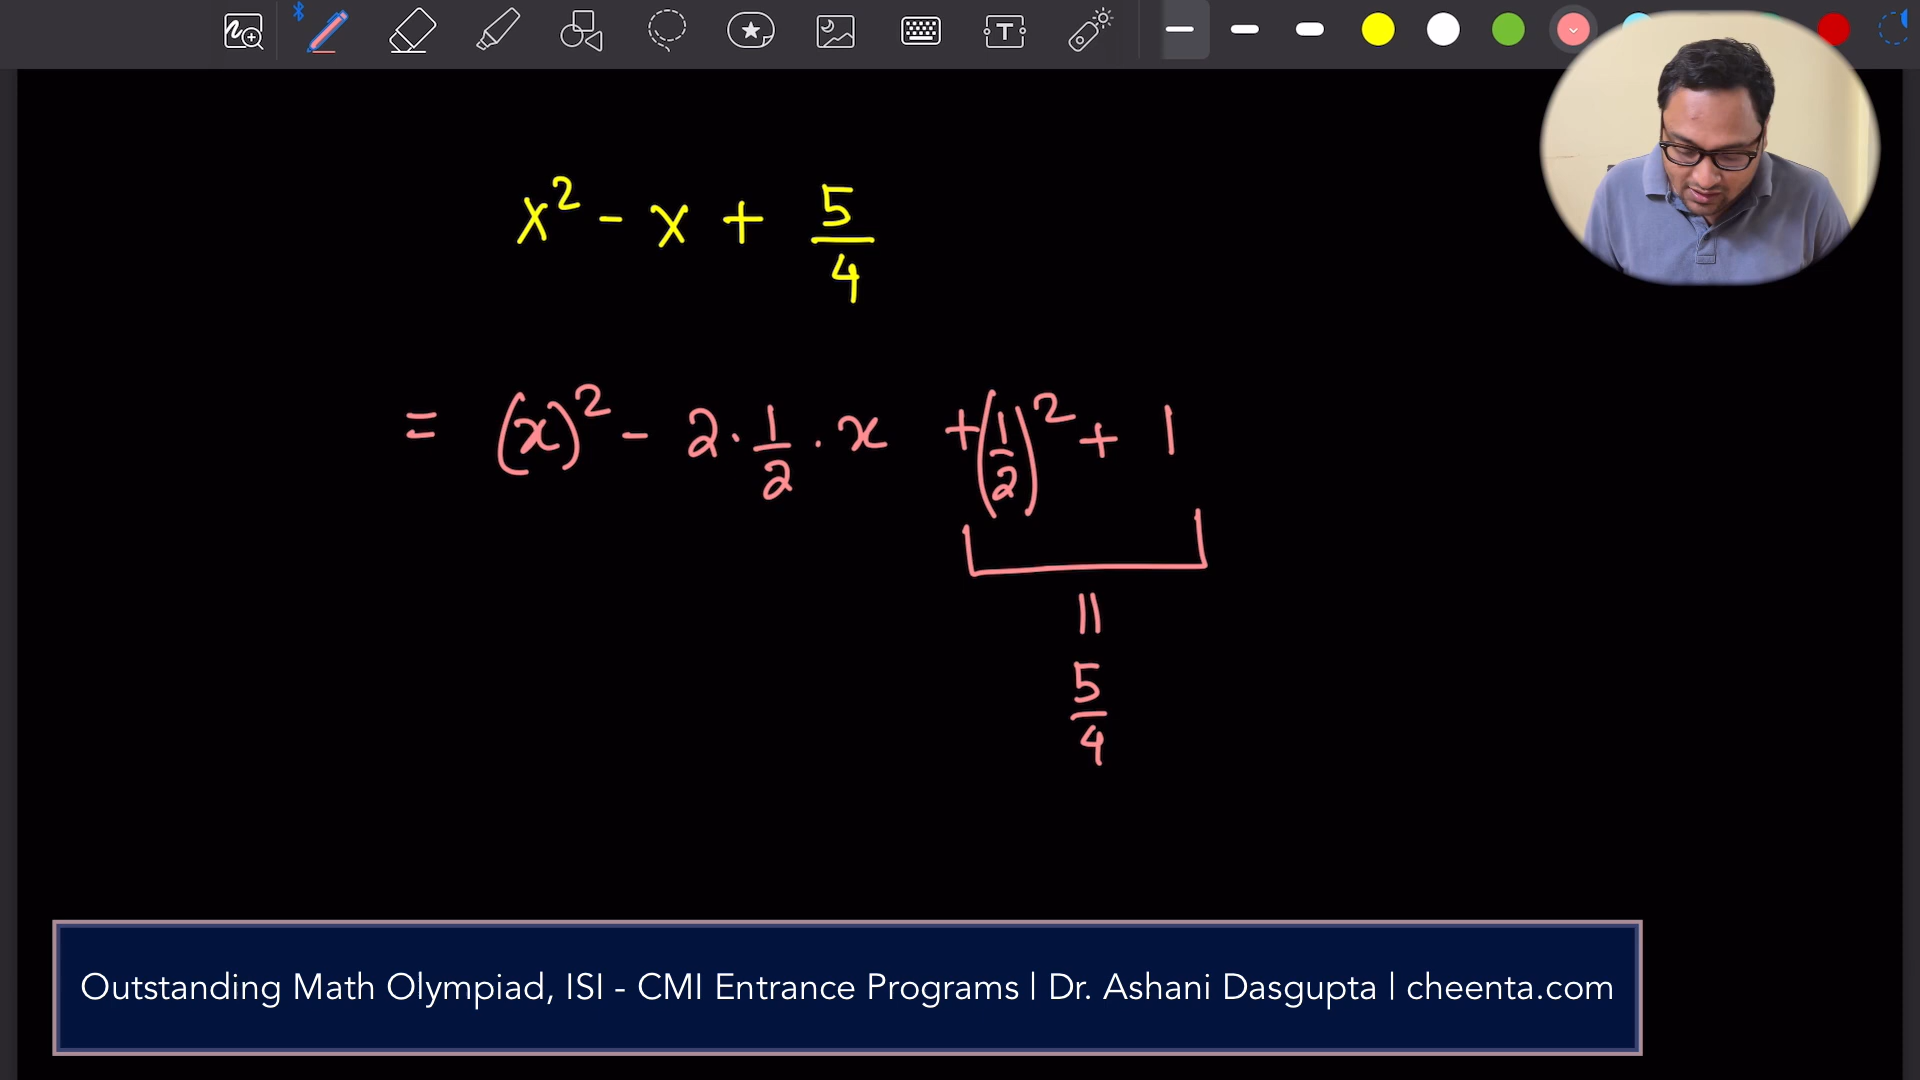 x² - x + 5/4
= (x)² - 2 · 1/2 · x + (1/2)² + 1
||
5/4
Outstanding Math Olympiad, ISI - CMI Entrance Programs | Dr. Ashani Dasgupta | cheenta.com